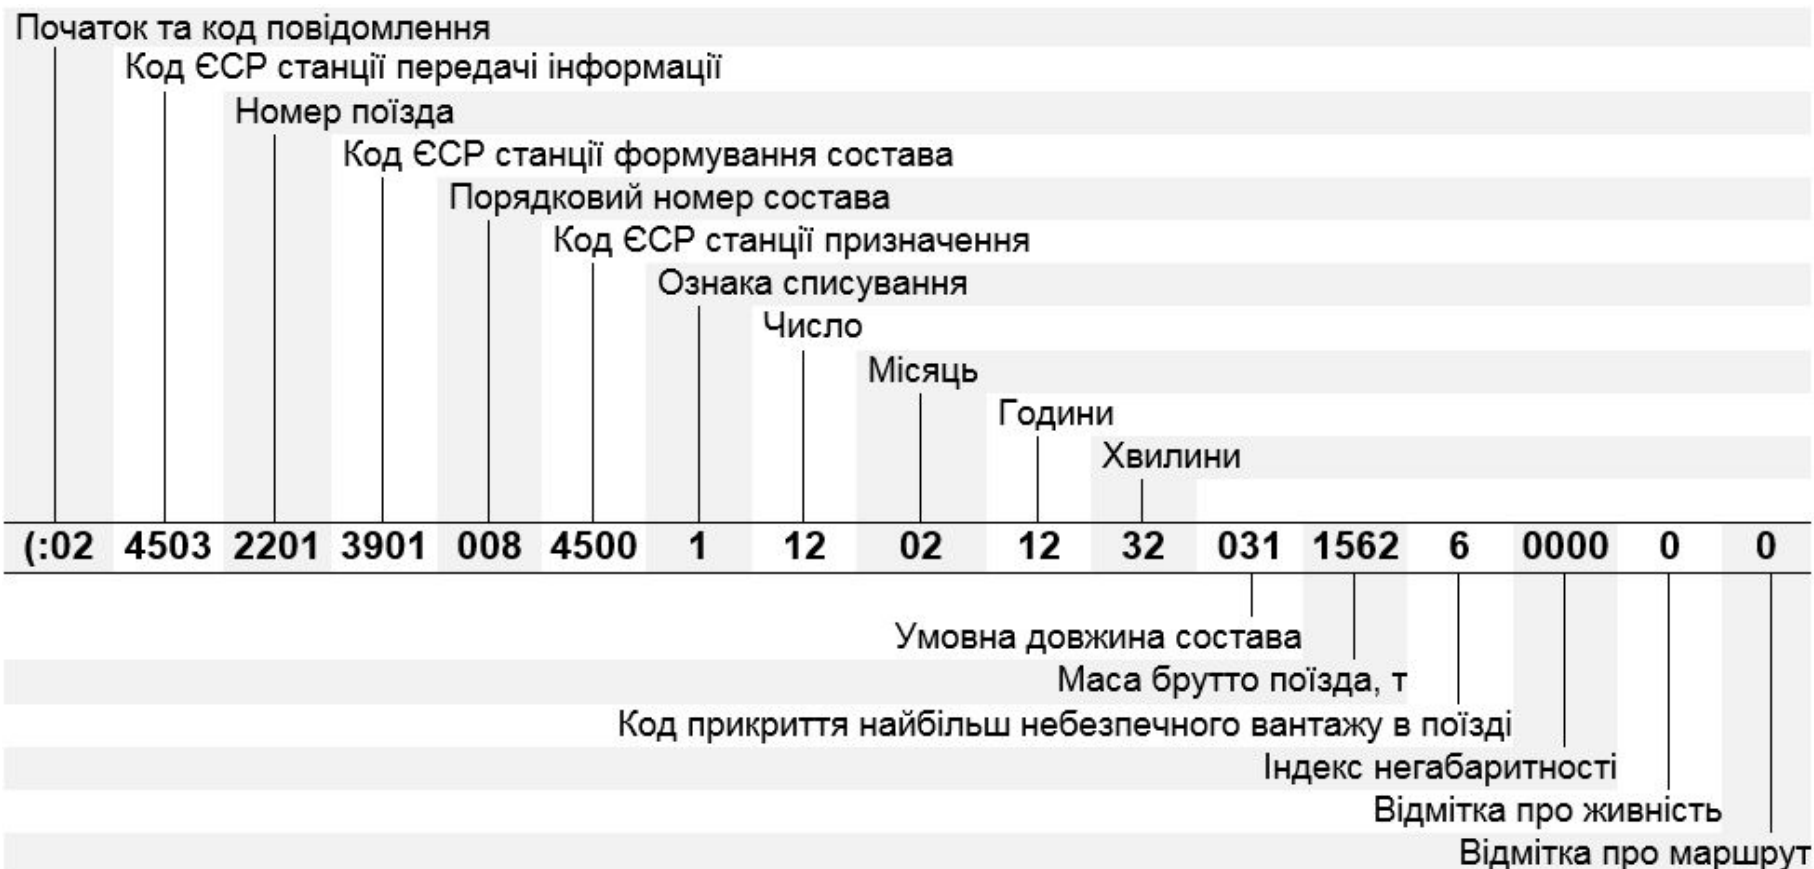 Початок та код повідомлення
Код ЄСР станції передачі інформації
Номер поїзда
Код ЄСР станції формування состава
Порядковий номер состава
Код ЄСР станції призначення
Ознака списування
Число
Місяць
Години
Хвилини
(:02 4503 2201 3901 008 4500 1 12 02 12 32 031 1562 6 0000 0 0
Умовна довжина состава
Маса брутто поїзда, т
Код прикриття найбільш небезпечного вантажу в поїзді
Індекс негабаритності
Відмітка про живність
Відмітка про маршрут